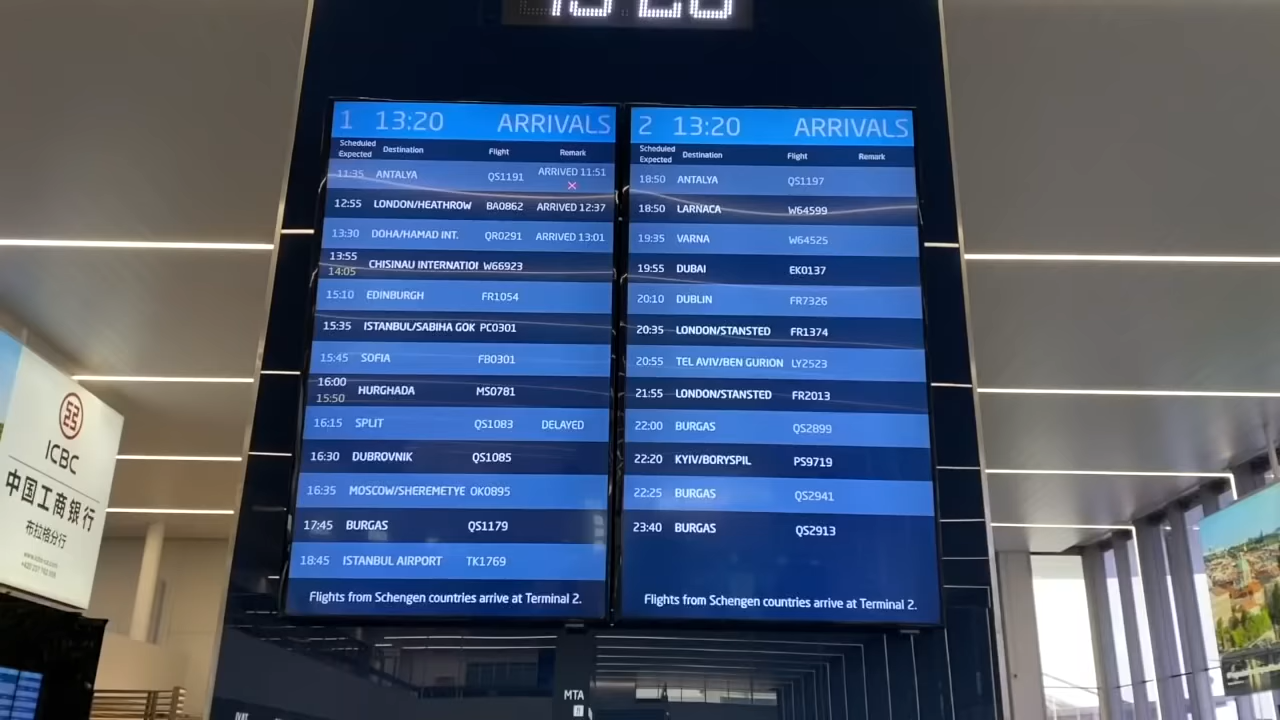 1 13:20 ARRIVALS
Scheduled Expected Destination Flight Remark
11:35 ANTALYA QS1191 ARRIVED 11:51
12:55 LONDON/HEATHROW BA0862 ARRIVED 12:37
13:30 DOHA/HAMAD INT. QR0291 ARRIVED 13:01
13:55 14:05 CHISINAU INTERNATIO W66923
15:10 EDINBURGH FR1054
15:35 ISTANBUL/SABIHA GOK PC0301
15:45 SOFIA FB0301
16:00 15:50 HURGHADA MS0781
16:15 SPLIT QS1083 DELAYED
16:30 DUBROVNIK QS1085
16:35 MOSCOW/SHEREMETYE OK0895
17:45 BURGAS QS1179
18:45 ISTANBUL AIRPORT TK1769
Flights from Schengen countries arrive at Terminal 2.
2 13:20 ARRIVALS
Scheduled Expected Destination Flight Remark
18:50 ANTALYA QS1197
18:50 LARNACA W64599
19:35 VARNA W64525
19:55 DUBAI EK0137
20:10 DUBLIN FR7326
20:35 LONDON/STANSTED FR1374
20:55 TEL AVIV/BEN GURION LY2523
21:55 LONDON/STANSTED FR2013
22:00 BURGAS QS2899
22:20 KYIV/BORYSPIL PS9719
22:25 BURGAS QS2941
23:40 BURGAS QS2913
Flights from Schengen countries arrive at Terminal 2.
ICBC
中国工商银行
布拉格分行
MTA